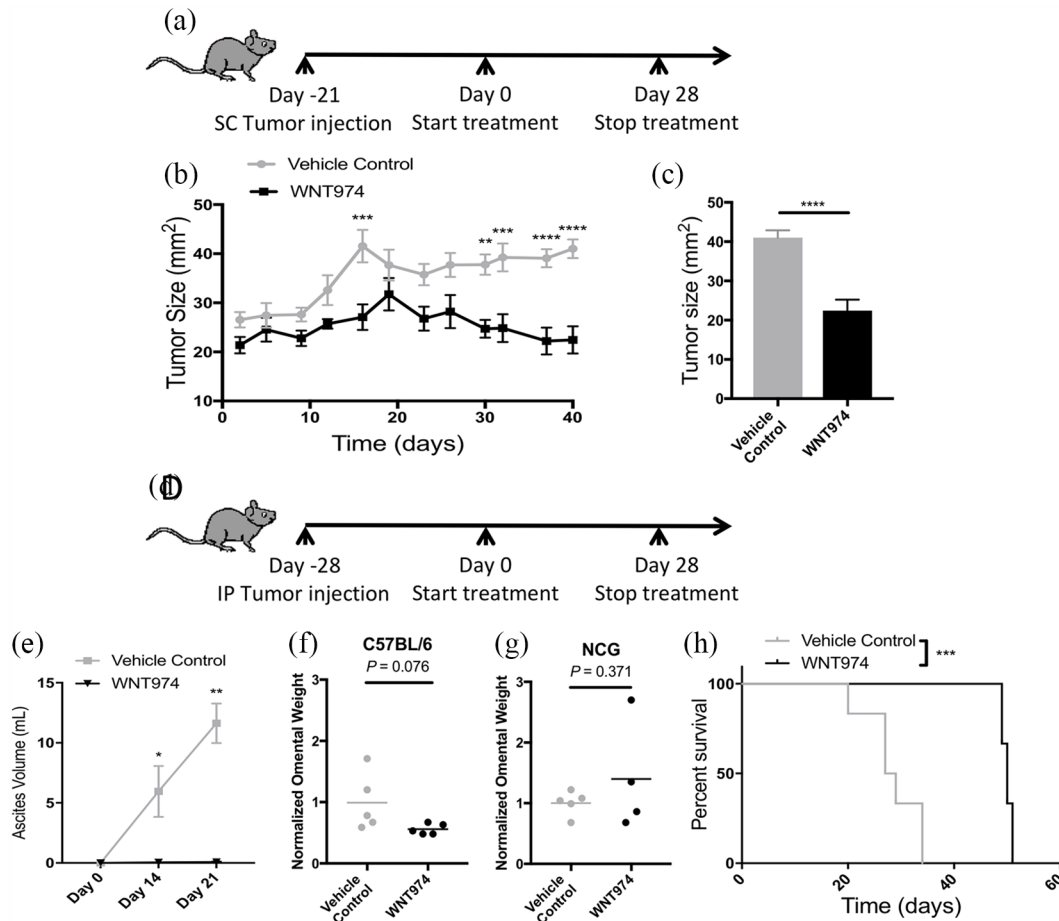 (a)
Day -21
SC Tumor injection
Day 0
Start treatment
Day 28
Stop treatment
(b)
Vehicle Control
WNT974
Tumor Size (mm²)
50
40
30
20
10
***
**
***
****
****
0
10
20
30
40
Time (days)
(c)
****
Tumor size (mm²)
50
40
30
20
10
0
Vehicle
Control
WNT974
(d)
D
Day -28
IP Tumor injection
Day 0
Start treatment
Day 28
Stop treatment
(e)
Vehicle Control
WNT974
Ascites Volume (mL)
15
10
5
0
*
**
Day 0
Day 14
Day 21
(f)
C57BL/6
P = 0.076
Normalized Omental Weight
3
2
1
0
Vehicle
Control
WNT974
(g)
NCG
P = 0.371
Normalized Omental Weight
3
2
1
0
Vehicle
Control
WNT974
(h)
Vehicle Control
WNT974
***
Percent survival
100
50
0
0
20
40
60
Time (days)